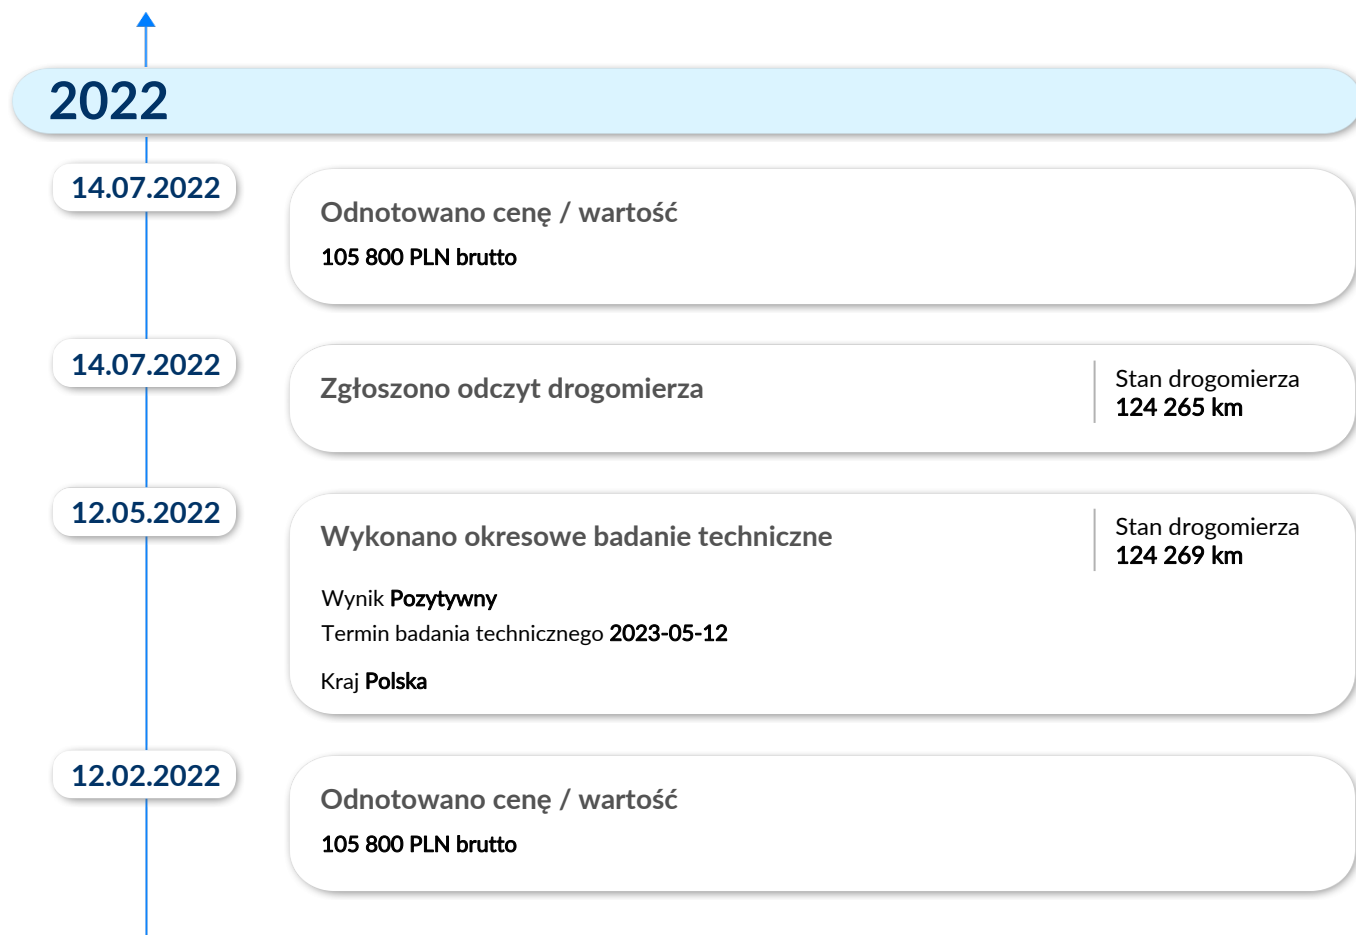 2022
14.07.2022
Odnotowano cenę / wartość
105 800 PLN brutto
14.07.2022
Zgłoszono odczyt drogomierza
Stan drogomierza
124 265 km
12.05.2022
Wykonano okresowe badanie techniczne
Stan drogomierza
124 269 km
Wynik Pozytywny
Termin badania technicznego 2023-05-12
Kraj Polska
12.02.2022
Odnotowano cenę / wartość
105 800 PLN brutto